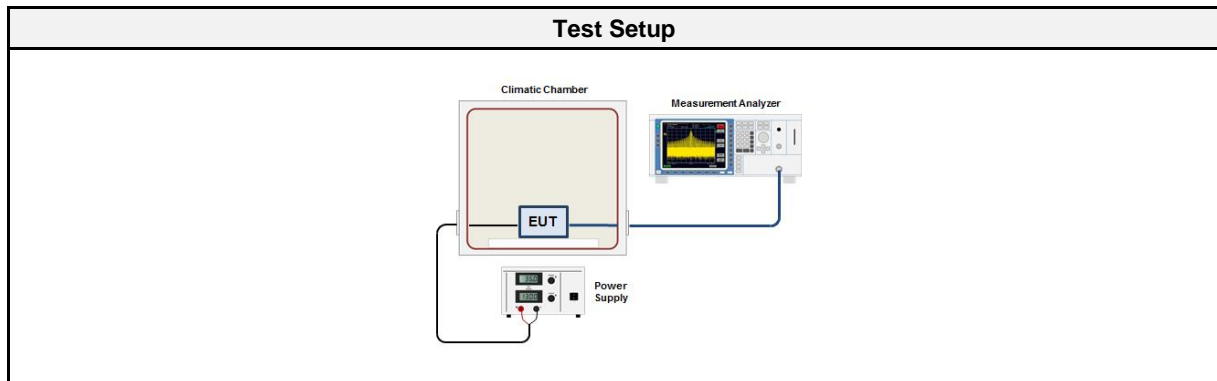 Test Setup
Climatic Chamber
Measurement Analyzer
EUT
Power
Supply